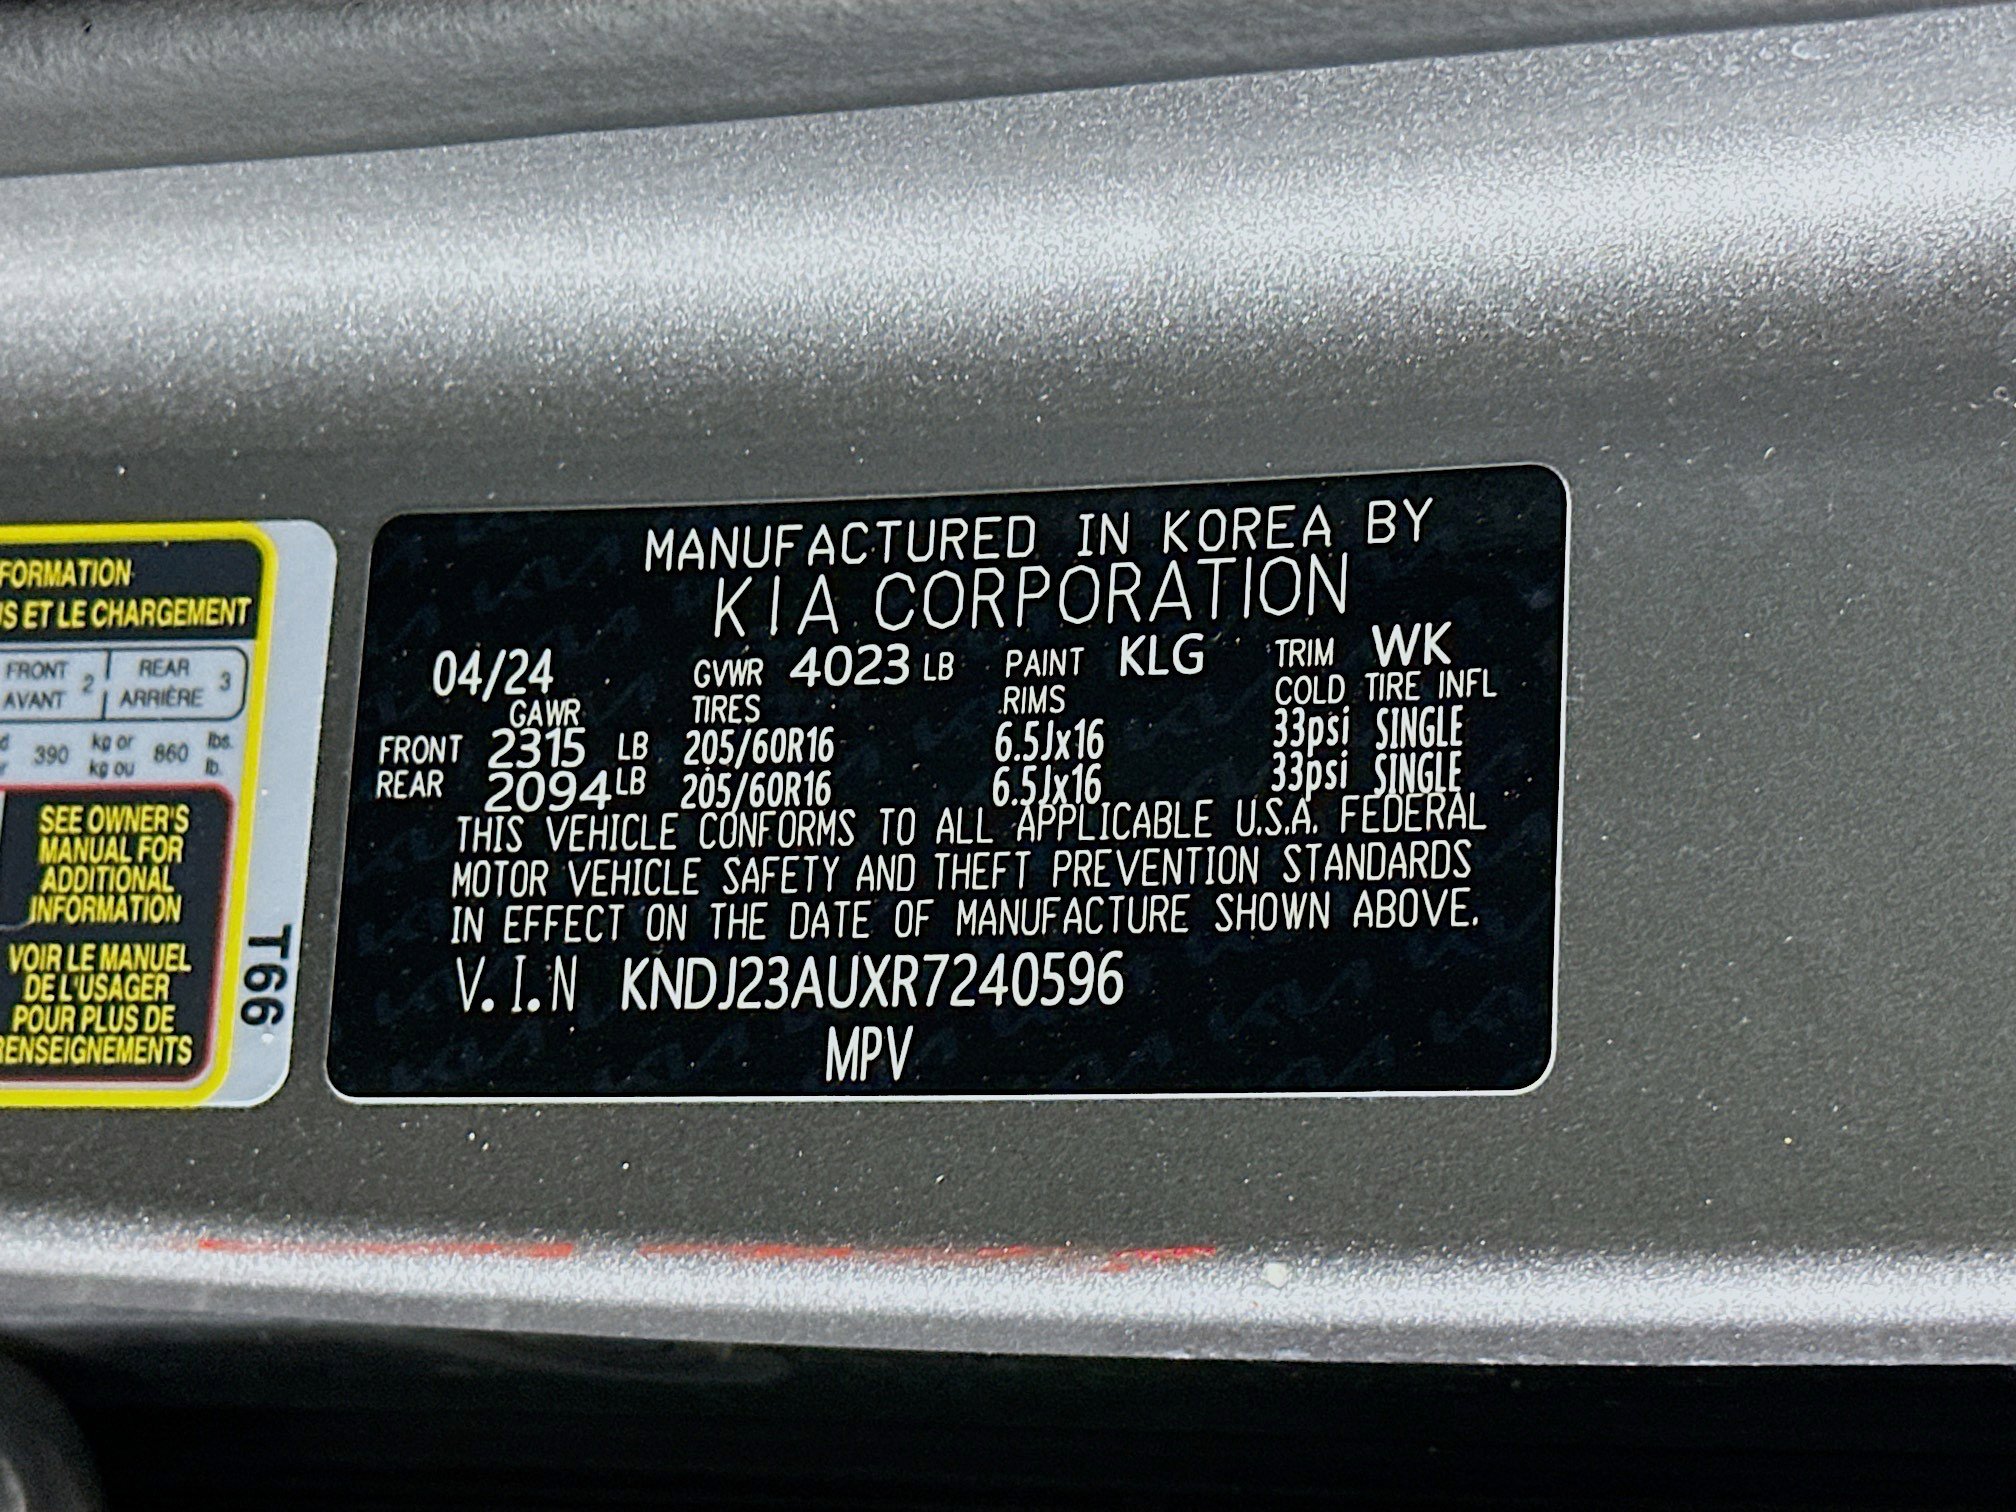 FORMATION
S ET LE CHARGEMENT
FRONT
AVANT 2
REAR
ARRIÈRE 3
390 kg or
kg ou 860 lbs.
lb.
SEE OWNER'S
MANUAL FOR
ADDITIONAL
INFORMATION
VOIR LE MANUEL
DE L'USAGER
POUR PLUS DE
RENSEIGNEMENTS
T66
MANUFACTURED IN KOREA BY
KIA CORPORATION
04/24 GVWR 4023 LB PAINT KLG TRIM WK
GAWR TIRES RIMS COLD TIRE INFL
FRONT 2315 LB 205/60R16 6.5Jx16 33psi SINGLE
REAR 2094 LB 205/60R16 6.5Jx16 33psi SINGLE
THIS VEHICLE CONFORMS TO ALL APPLICABLE U.S.A. FEDERAL
MOTOR VEHICLE SAFETY AND THEFT PREVENTION STANDARDS
IN EFFECT ON THE DATE OF MANUFACTURE SHOWN ABOVE.
V.I.N KNDJ23AUXR7240596
MPV